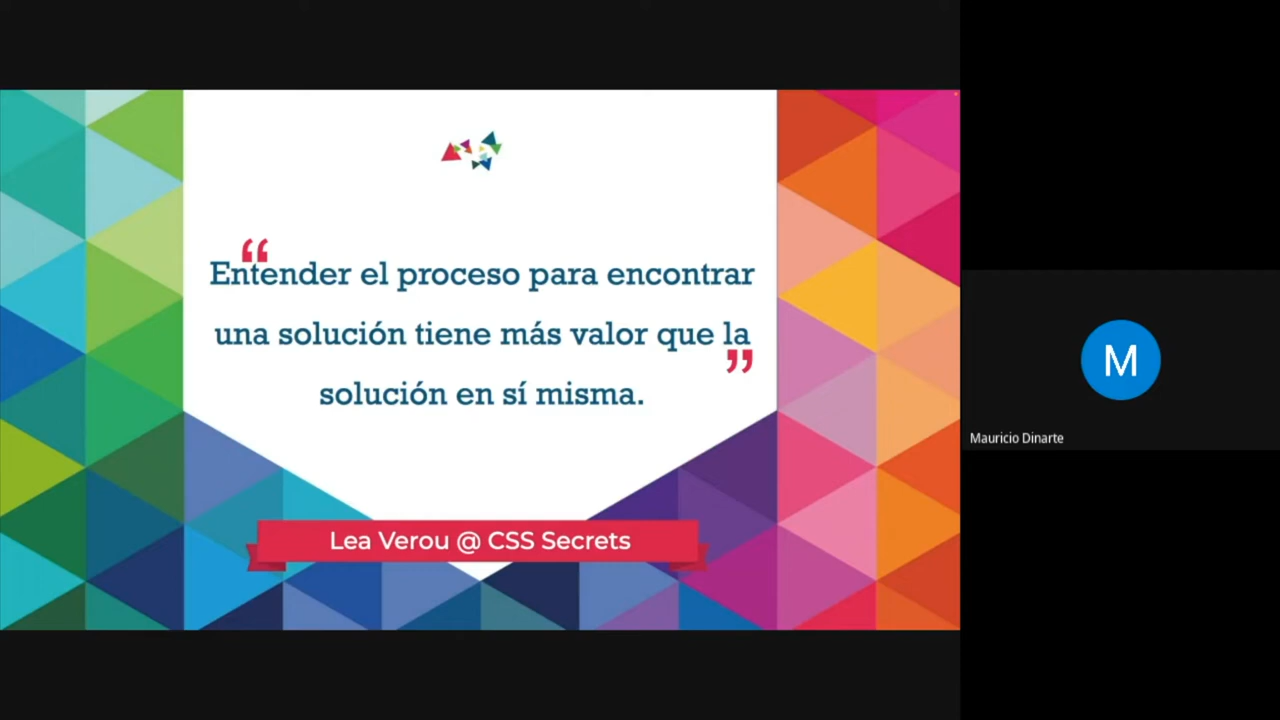 “
Entender el proceso para encontrar
una solución tiene más valor que la
”
solución en sí misma.
Lea Verou @ CSS Secrets
M
Mauricio Dinarte